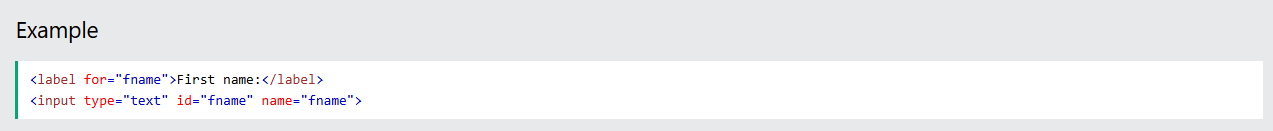 Example
<label for="fname">First name:</label>
<input type="text" id="fname" name="fname">